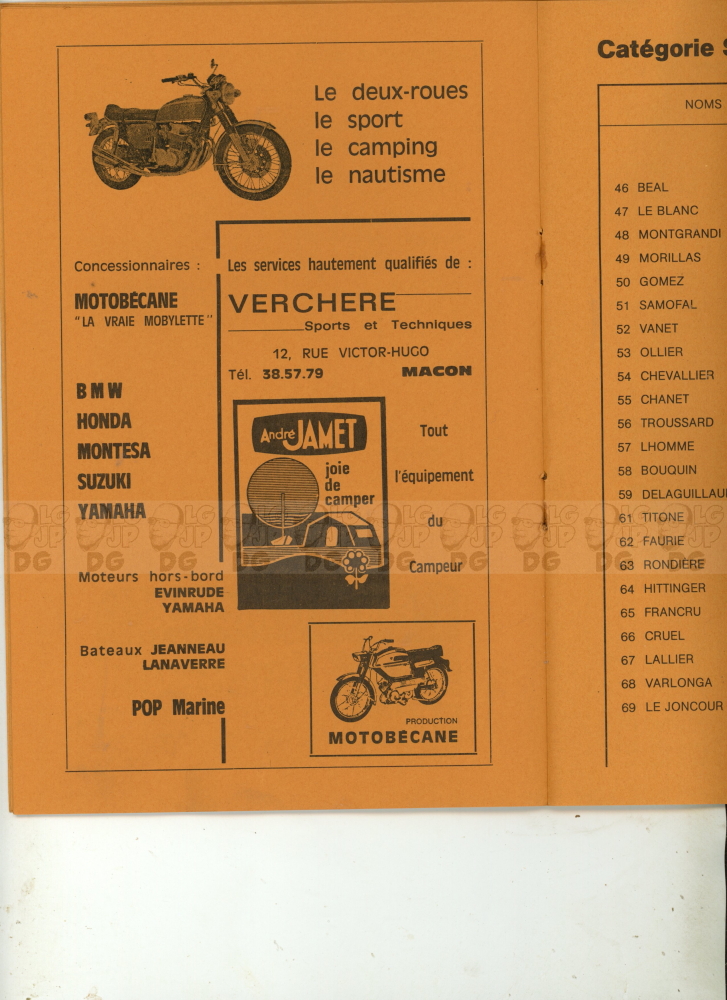 Le deux-roues
le sport
le camping
le nautisme
Concessionnaires :
MOTOBÉCANE
"LA VRAIE MOBYLETTE"
BMW
HONDA
MONTESA
SUZUKI
YAMAHA
Moteurs hors-bord
EVINRUDE
YAMAHA
Bateaux JEANNEAU
LANAVERRE
POP Marine
Les services hautement qualifiés de :
VERCHERE
Sports et Techniques
12, RUE VICTOR-HUGO
Tél. 38.57.79 MACON
André JAMET
joie
de
camper
Tout
l'équipement
du
Campeur
PRODUCTION
MOTOBÉCANE
Catégorie
NOMS
46 BEAL
47 LE BLANC
48 MONTGRANDI
49 MORILLAS
50 GOMEZ
51 SAMOFAL
52 VANET
53 OLLIER
54 CHEVALLIER
55 CHANET
56 TROUSSARD
57 LHOMME
58 BOUQUIN
59 DELAGUILLAU
61 TITONE
62 FAURIE
63 RONDIÈRE
64 HITTINGER
65 FRANCRU
66 CRUEL
67 LALLIER
68 VARLONGA
69 LE JONCOUR